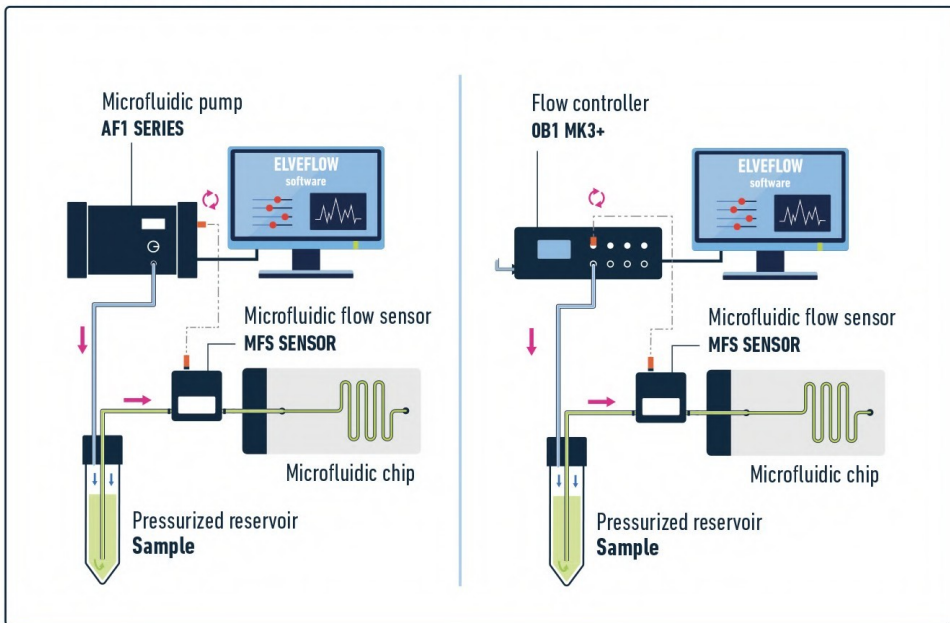 Microfluidic pump
AF1 SERIES
ELVEFLOW
software
Microfluidic flow sensor
MFS SENSOR
Microfluidic chip
Pressurized reservoir
Sample
Flow controller
OB1 MK3+
ELVEFLOW
software
Microfluidic flow sensor
MFS SENSOR
Microfluidic chip
Pressurized reservoir
Sample